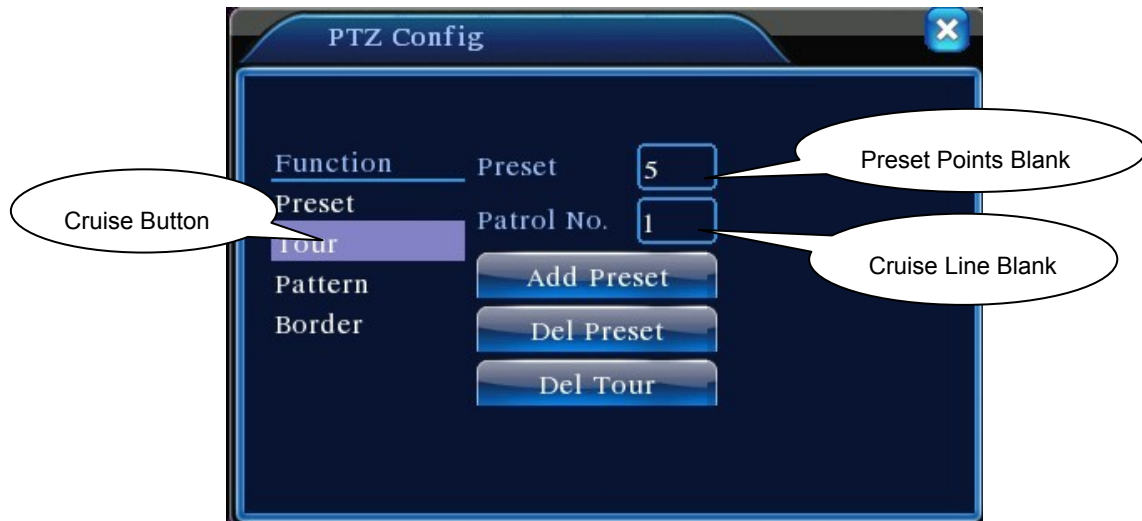 PTZ Config
Function
Preset
Tour
Pattern
Border
Preset 5
Patrol No. 1
Add Preset
Del Preset
Del Tour
Cruise Button
Preset Points Blank
Cruise Line Blank